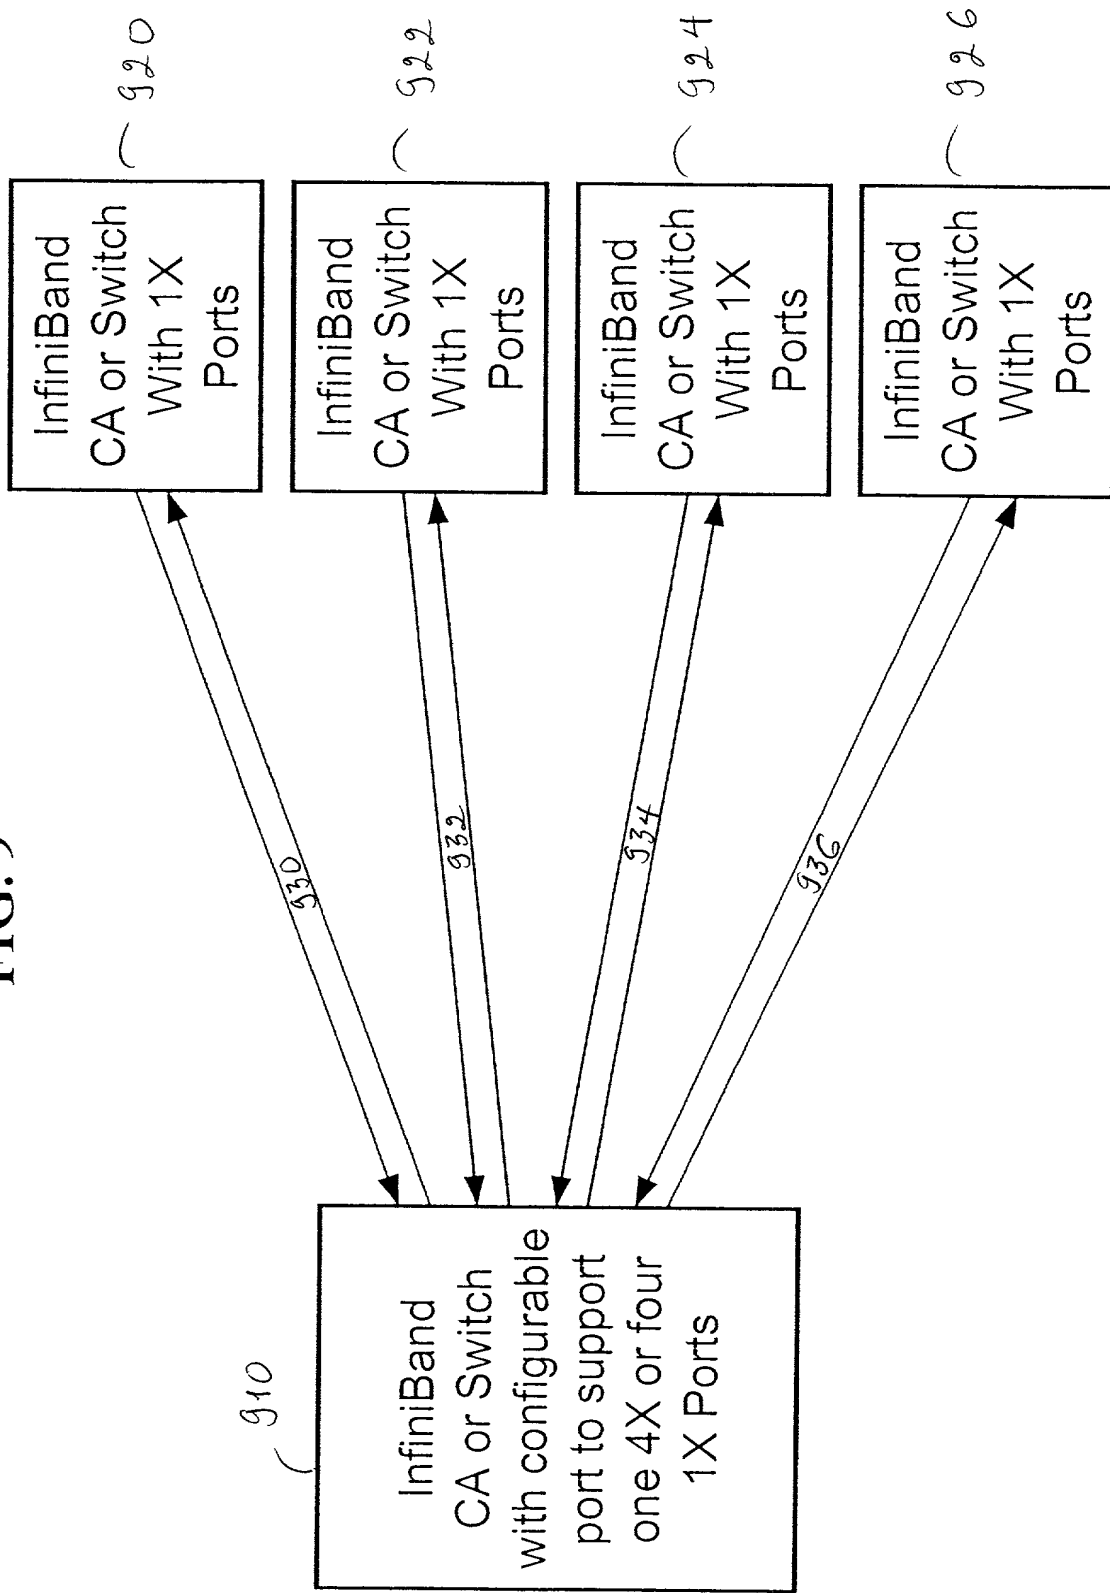 FIG. 9
910
InfiniBand
CA or Switch
with configurable
port to support
one 4X or four
1X Ports
930
932
934
936
InfiniBand
CA or Switch
With 1X
Ports
920
InfiniBand
CA or Switch
With 1X
Ports
922
InfiniBand
CA or Switch
With 1X
Ports
924
InfiniBand
CA or Switch
With 1X
Ports
926